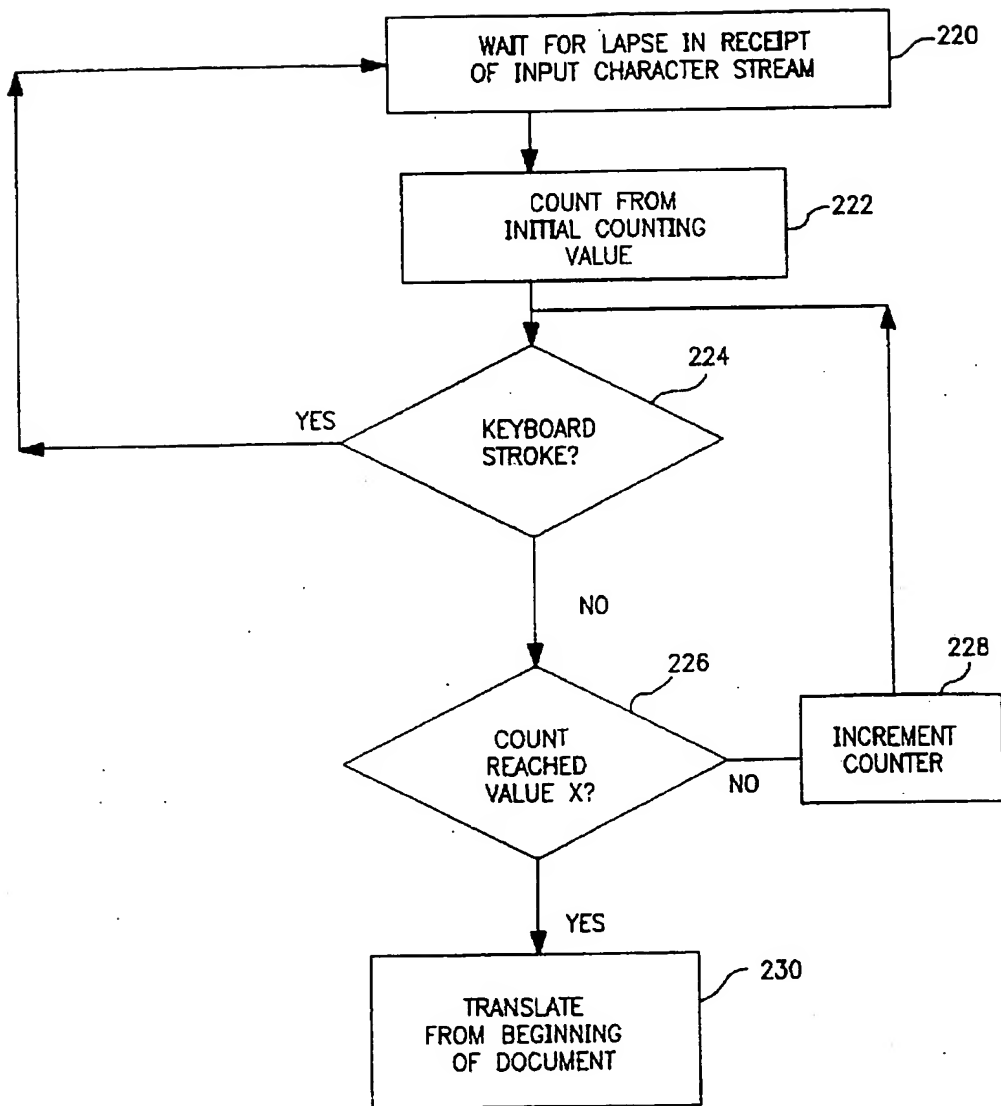 WAIT FOR LAPSE IN RECEIPT
OF INPUT CHARACTER STREAM
220
COUNT FROM
INITIAL COUNTING
VALUE
222
224
YES
KEYBOARD
STROKE?
NO
226
228
COUNT
REACHED
VALUE X?
NO
INCREMENT
COUNTER
YES
230
TRANSLATE
FROM BEGINNING
OF DOCUMENT